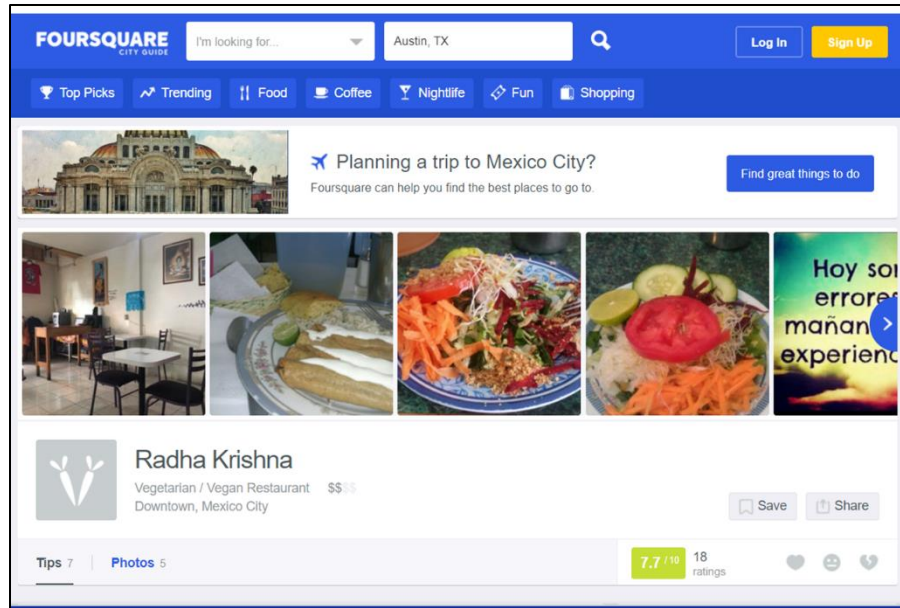 FOURSQUARE
CITY GUIDE
I'm looking for...
Austin, TX
Log In
Sign Up
Top Picks
Trending
Food
Coffee
Nightlife
Fun
Shopping
Planning a trip to Mexico City?
Foursquare can help you find the best places to go to.
Find great things to do
Hoy
errores
experienc
Radha Krishna
Vegetarian / Vegan Restaurant $$$$
Downtown, Mexico City
Save
Share
Tips 7
Photos 5
7.7 / 10
18
ratings